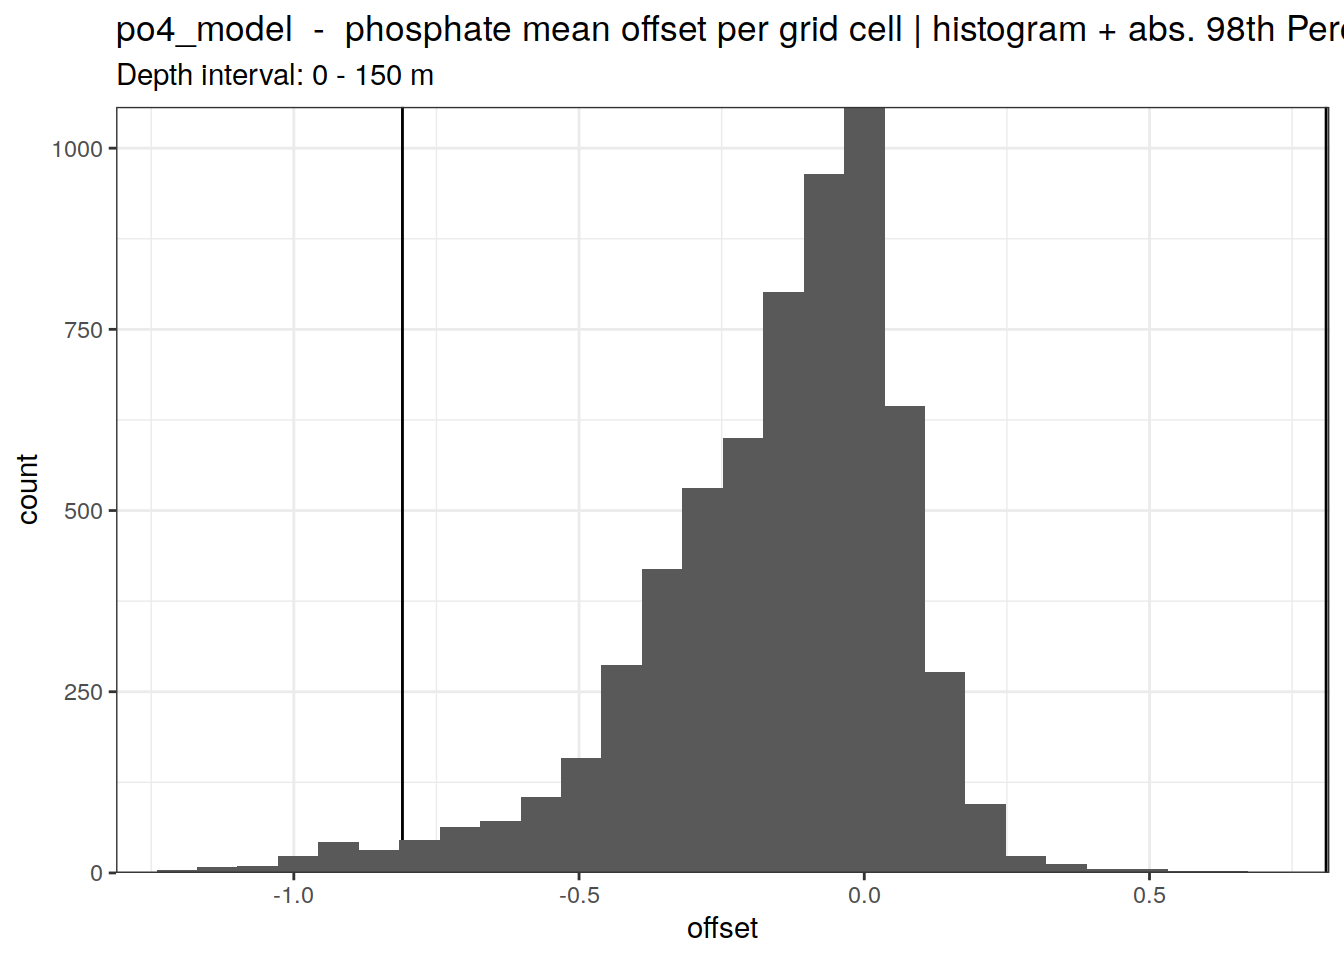 po4_model  -  phosphate mean offset per grid cell | histogram + abs. 98th Perc
Depth interval: 0 - 150 m
1000
750
500
250
0
count
-1.0
-0.5
0.0
0.5
offset